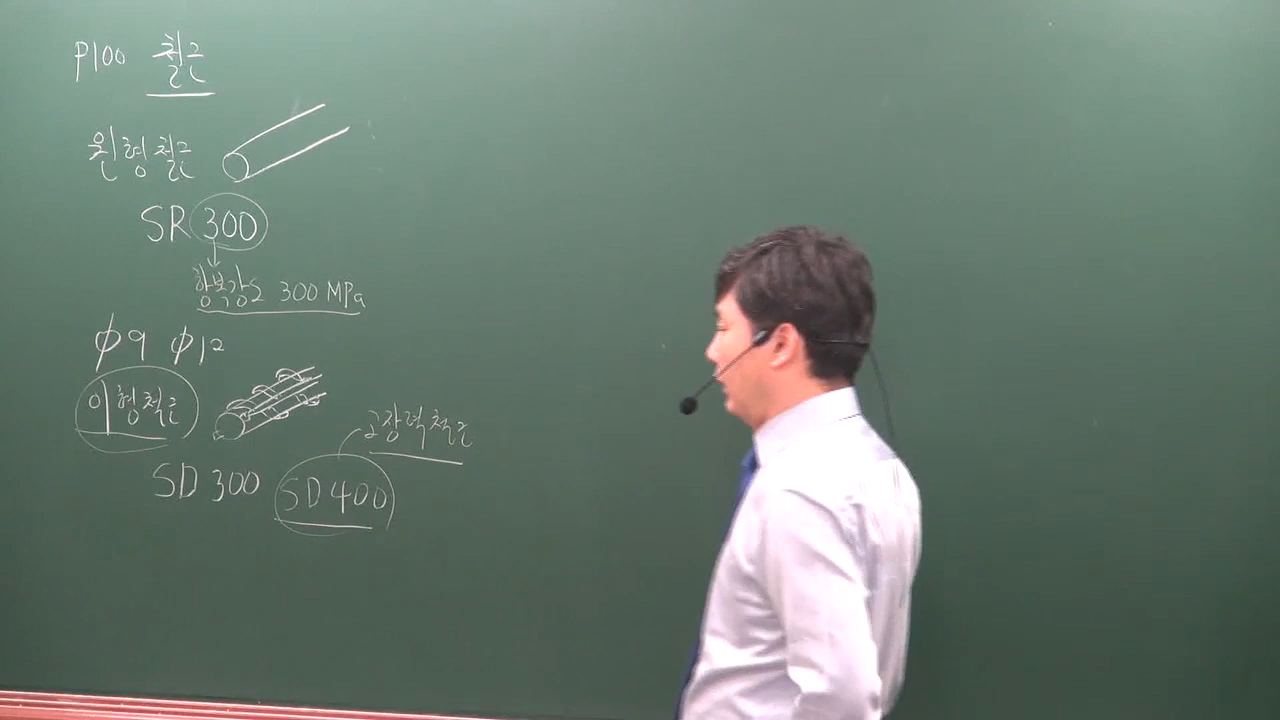 P100 철근
원형철근
SR 300
항복강도 300 MPa
φ9 φ12
이형철근
고장력철근
SD 300 SD 400